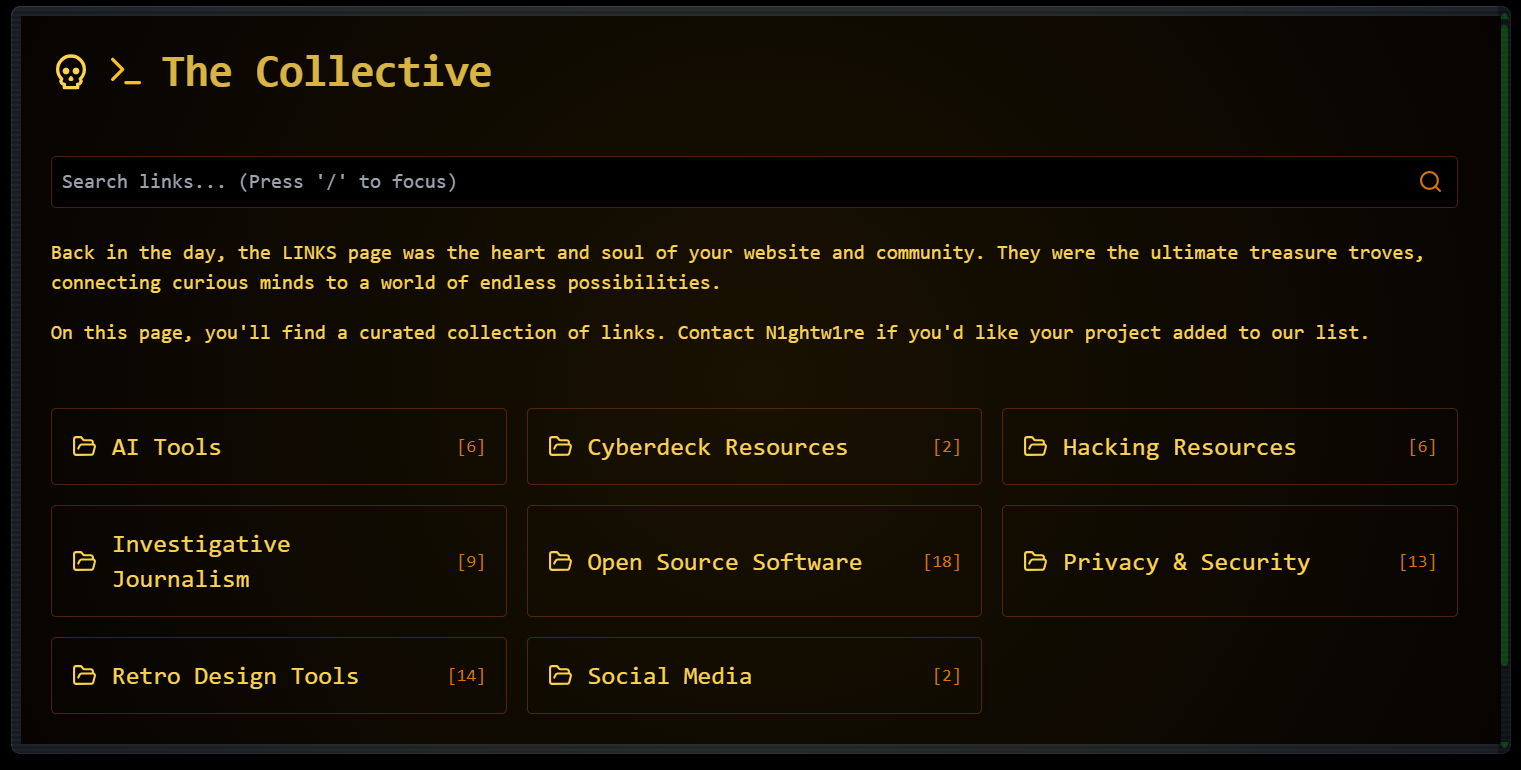 >_ The Collective
Search links... (Press '/' to focus)
Back in the day, the LINKS page was the heart and soul of your website and community. They were the ultimate treasure troves,
connecting curious minds to a world of endless possibilities.
On this page, you'll find a curated collection of links. Contact N1ghtw1re if you'd like your project added to our list.
AI Tools [6]
Cyberdeck Resources [2]
Hacking Resources [6]
Investigative
Journalism [9]
Open Source Software [18]
Privacy & Security [13]
Retro Design Tools [14]
Social Media [2]